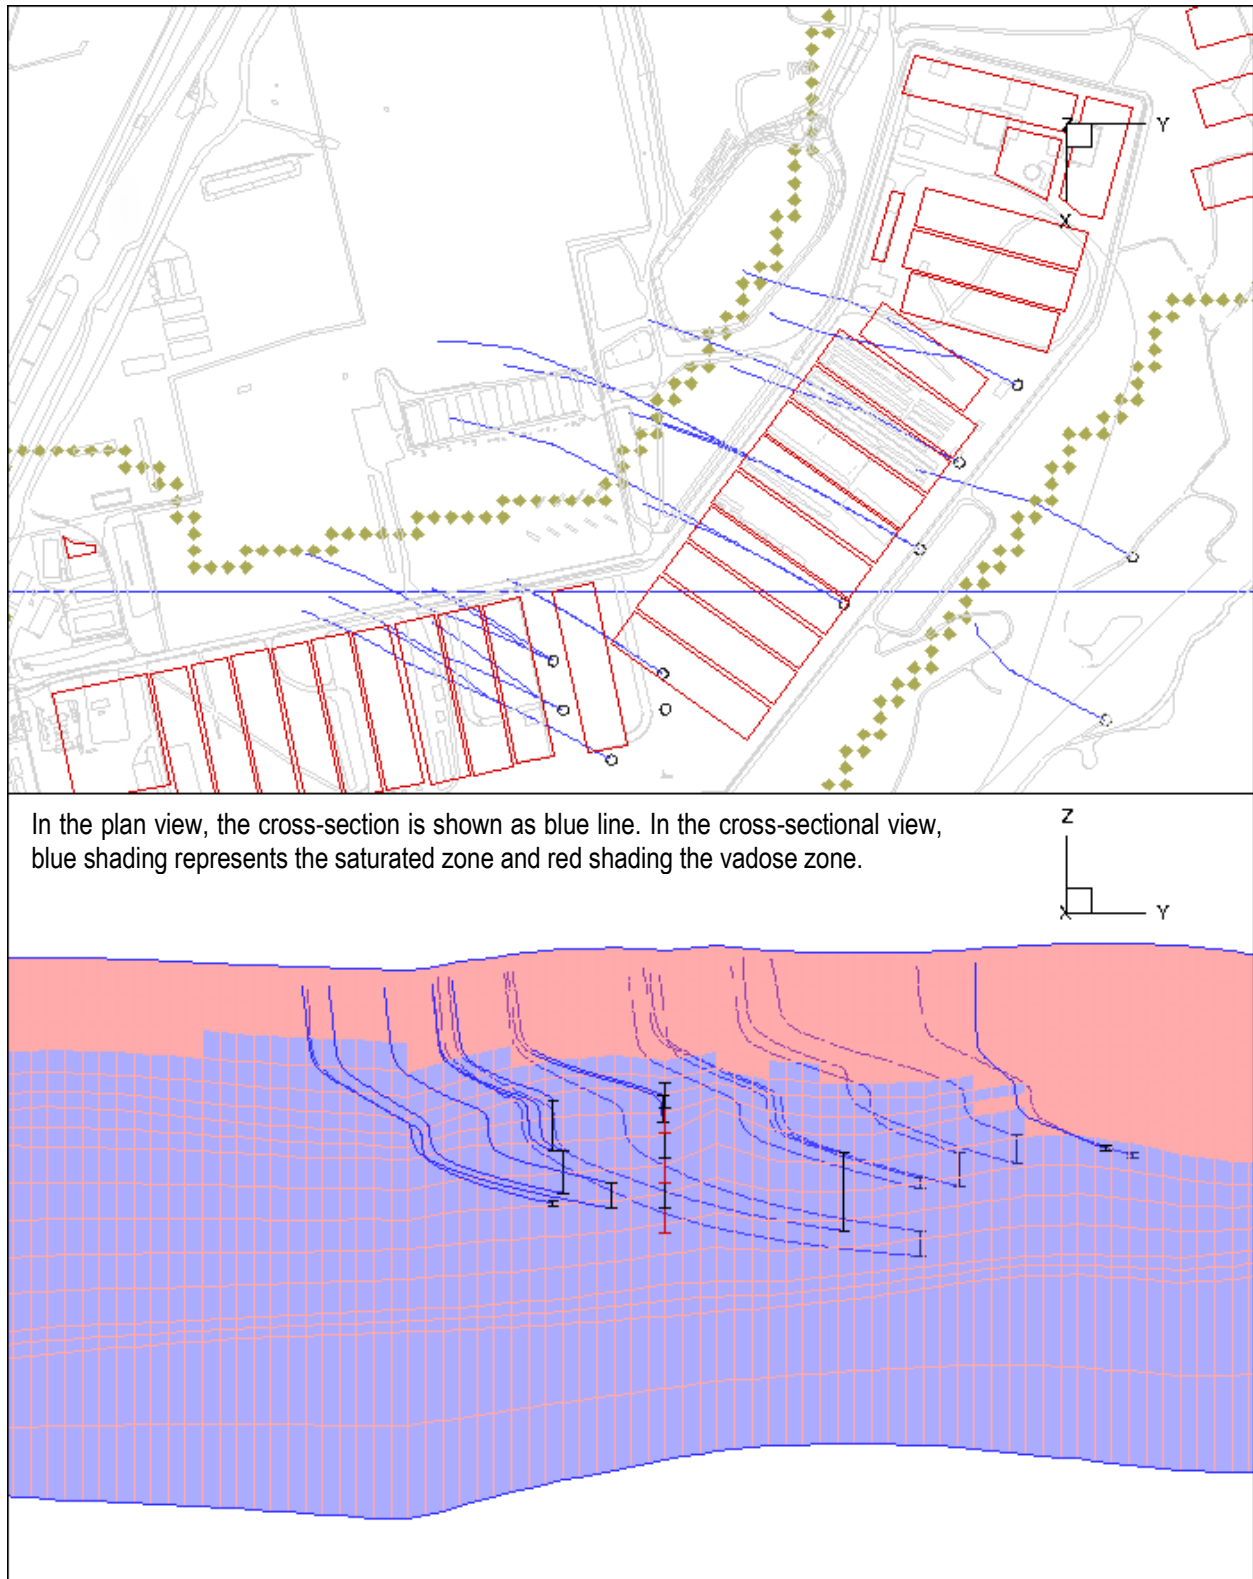 Z
Y
X
In the plan view, the cross-section is shown as blue line. In the cross-sectional view,
blue shading represents the saturated zone and red shading the vadose zone.
Z
X
Y